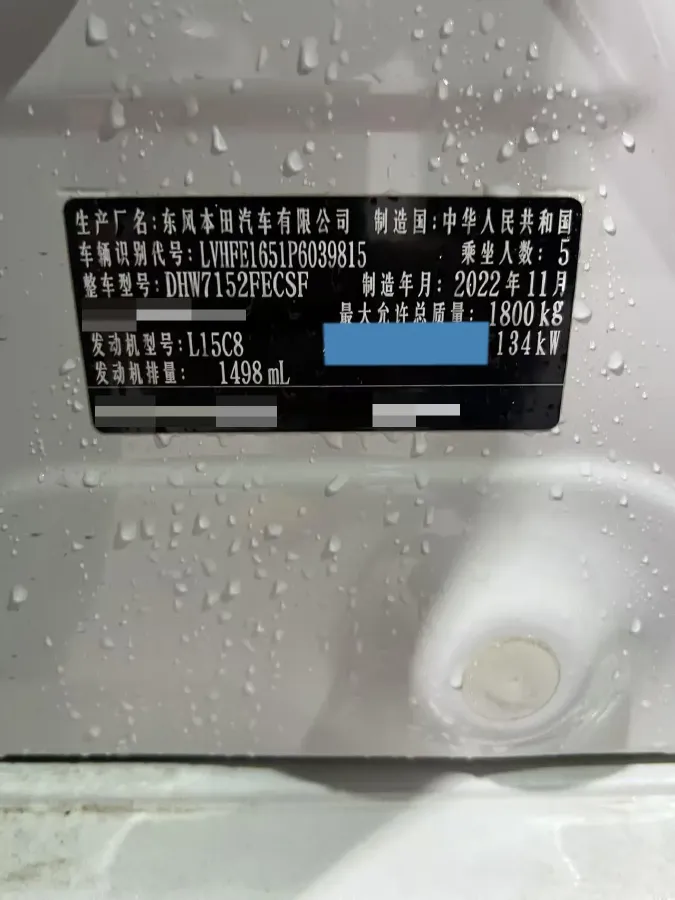 生产厂名:东风本田汽车有限公司 制造国:中华人民共和国
车辆识别代号:LVHFE1651P6039815 乘坐人数:5
整车型号:DHW7152FECSF 制造年月:2022年11月
最大允许总质量:1800kg
发动机型号:L15C8 134kW
发动机排量: 1498mL